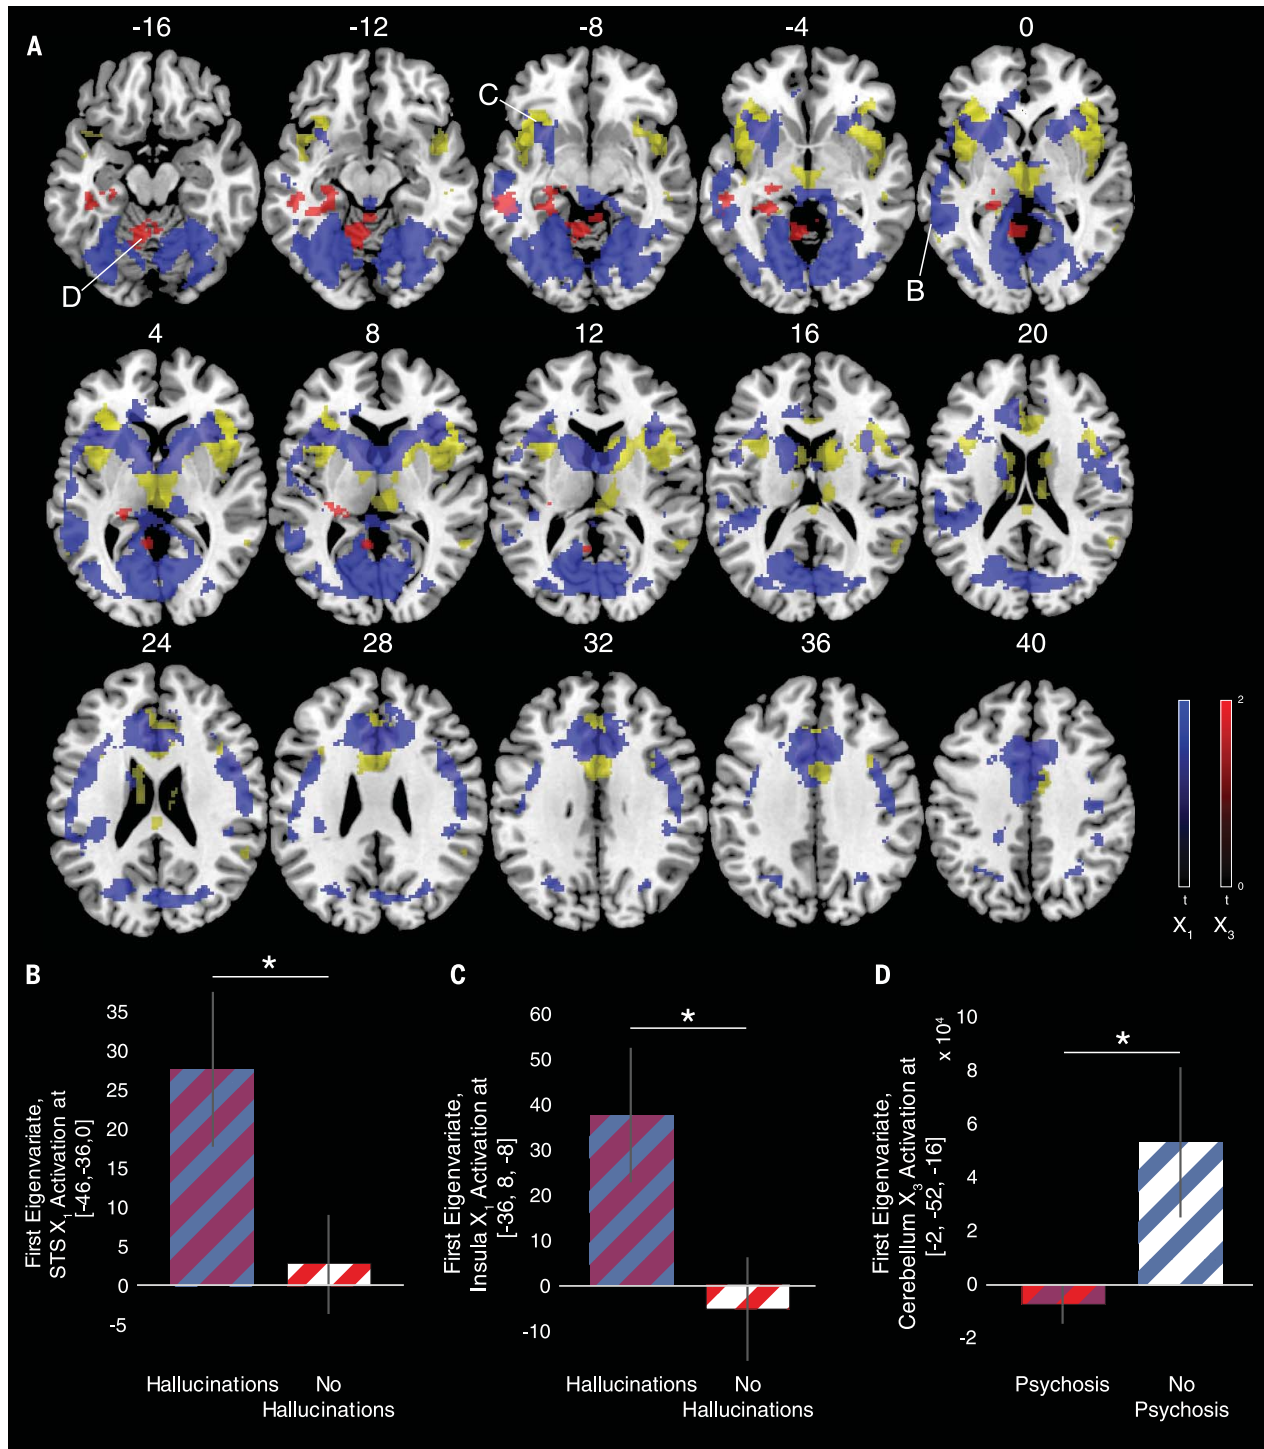 A
-16 -12 -8 -4 0
C
D
B
4 8 12 16 20
24 28 32 36 40
2
0
t t
X1 X3
B
*
First Eigenvariate,
STS X1 Activation at
[-46,-36,0]
35
30
25
20
15
10
5
0
-5
Hallucinations
No
Hallucinations
C
*
First Eigenvariate,
Insula X1 Activation at
[-36, 8, -8]
60
50
40
30
20
10
0
-10
Hallucinations
No
Hallucinations
D
*
First Eigenvariate,
Cerebellum X3 Activation at
[-2, -52, -16]
x 10⁴
10
8
6
4
2
0
-2
Psychosis
No
Psychosis